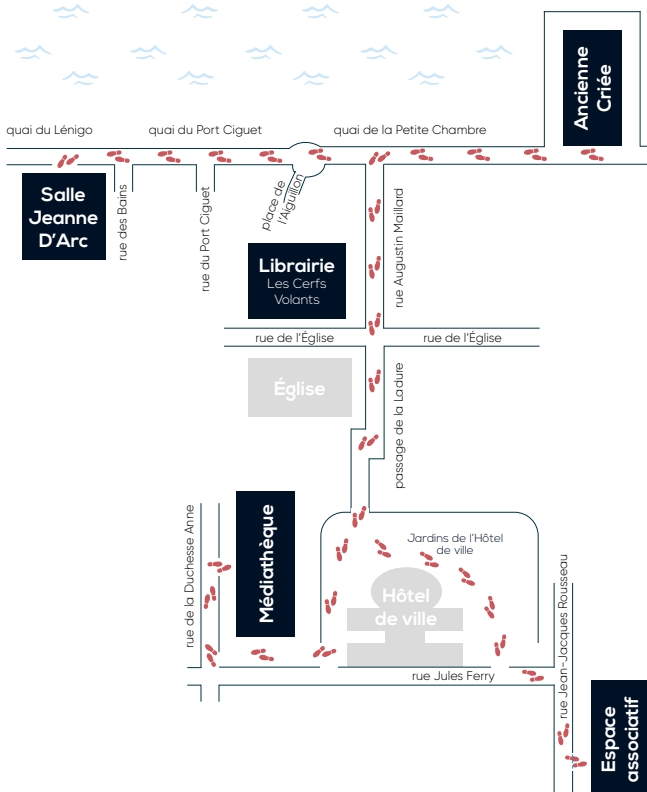 Ancienne
Criée
quai du Lénigo
quai du Port Ciguet
quai de la Petite Chambre
Salle
Jeanne
D'Arc
rue des Bains
rue du Port Ciguet
place de
l'Aiguillon
rue Augustin Maillard
Librairie
Les Cerfs
Volants
rue de l'Église
rue de l'Église
Église
passage de la Ladure
rue de la Duchesse Anne
Médiathèque
Jardins de l'Hôtel
de ville
Hôtel
de ville
rue Jean-Jacques Rousseau
rue Jules Ferry
Espace
associatif